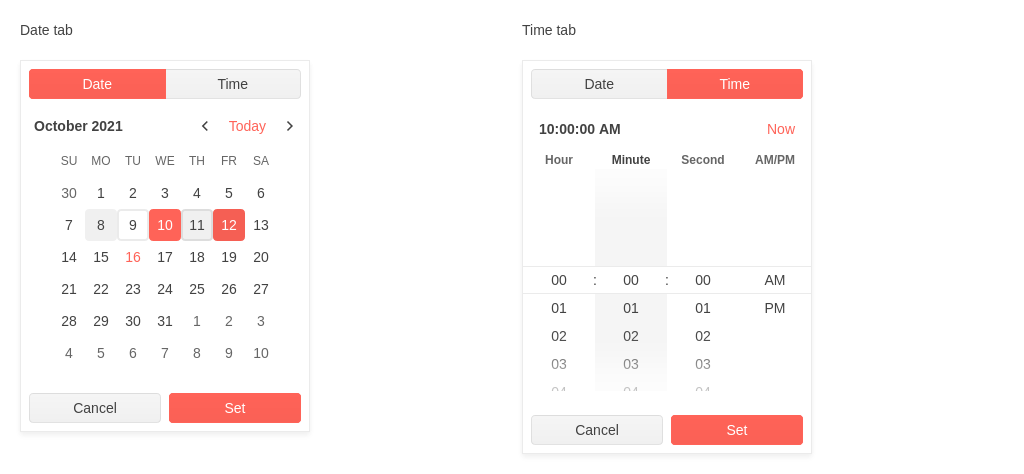 Date tab
Date Time
October 2021 Today
SU MO TU WE TH FR SA
30 1 2 3 4 5 6
7 8 9 10 11 12 13
14 15 16 17 18 19 20
21 22 23 24 25 26 27
28 29 30 31 1 2 3
4 5 6 7 8 9 10
Cancel Set
Time tab
Date Time
10:00:00 AM Now
Hour Minute Second AM/PM
00 : 00 : 00 AM
01 01 01 PM
02 02 02
03 03 03
04 04 04
Cancel Set